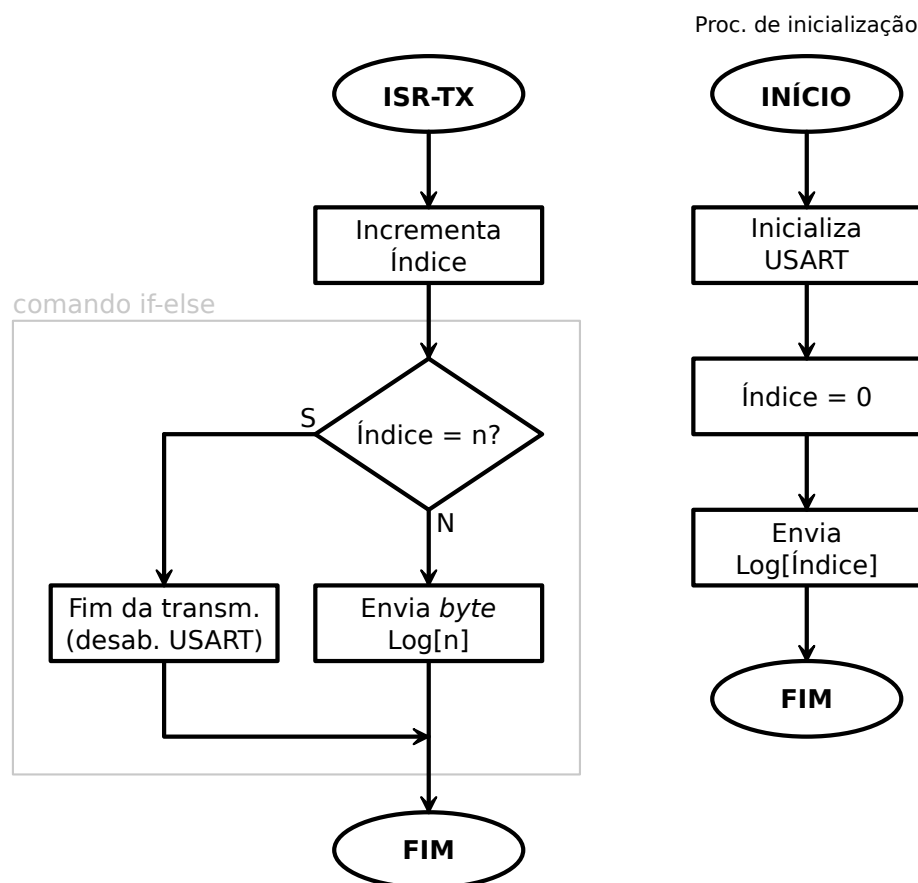 Proc. de inicialização
ISR-TX
INÍCIO
Incrementa
Índice
Inicializa
USART
comando if-else
Índice = n?
S
N
Índice = 0
Envia
Log[Índice]
Fim da transm.
(desab. USART)
Envia byte
Log[n]
FIM
FIM